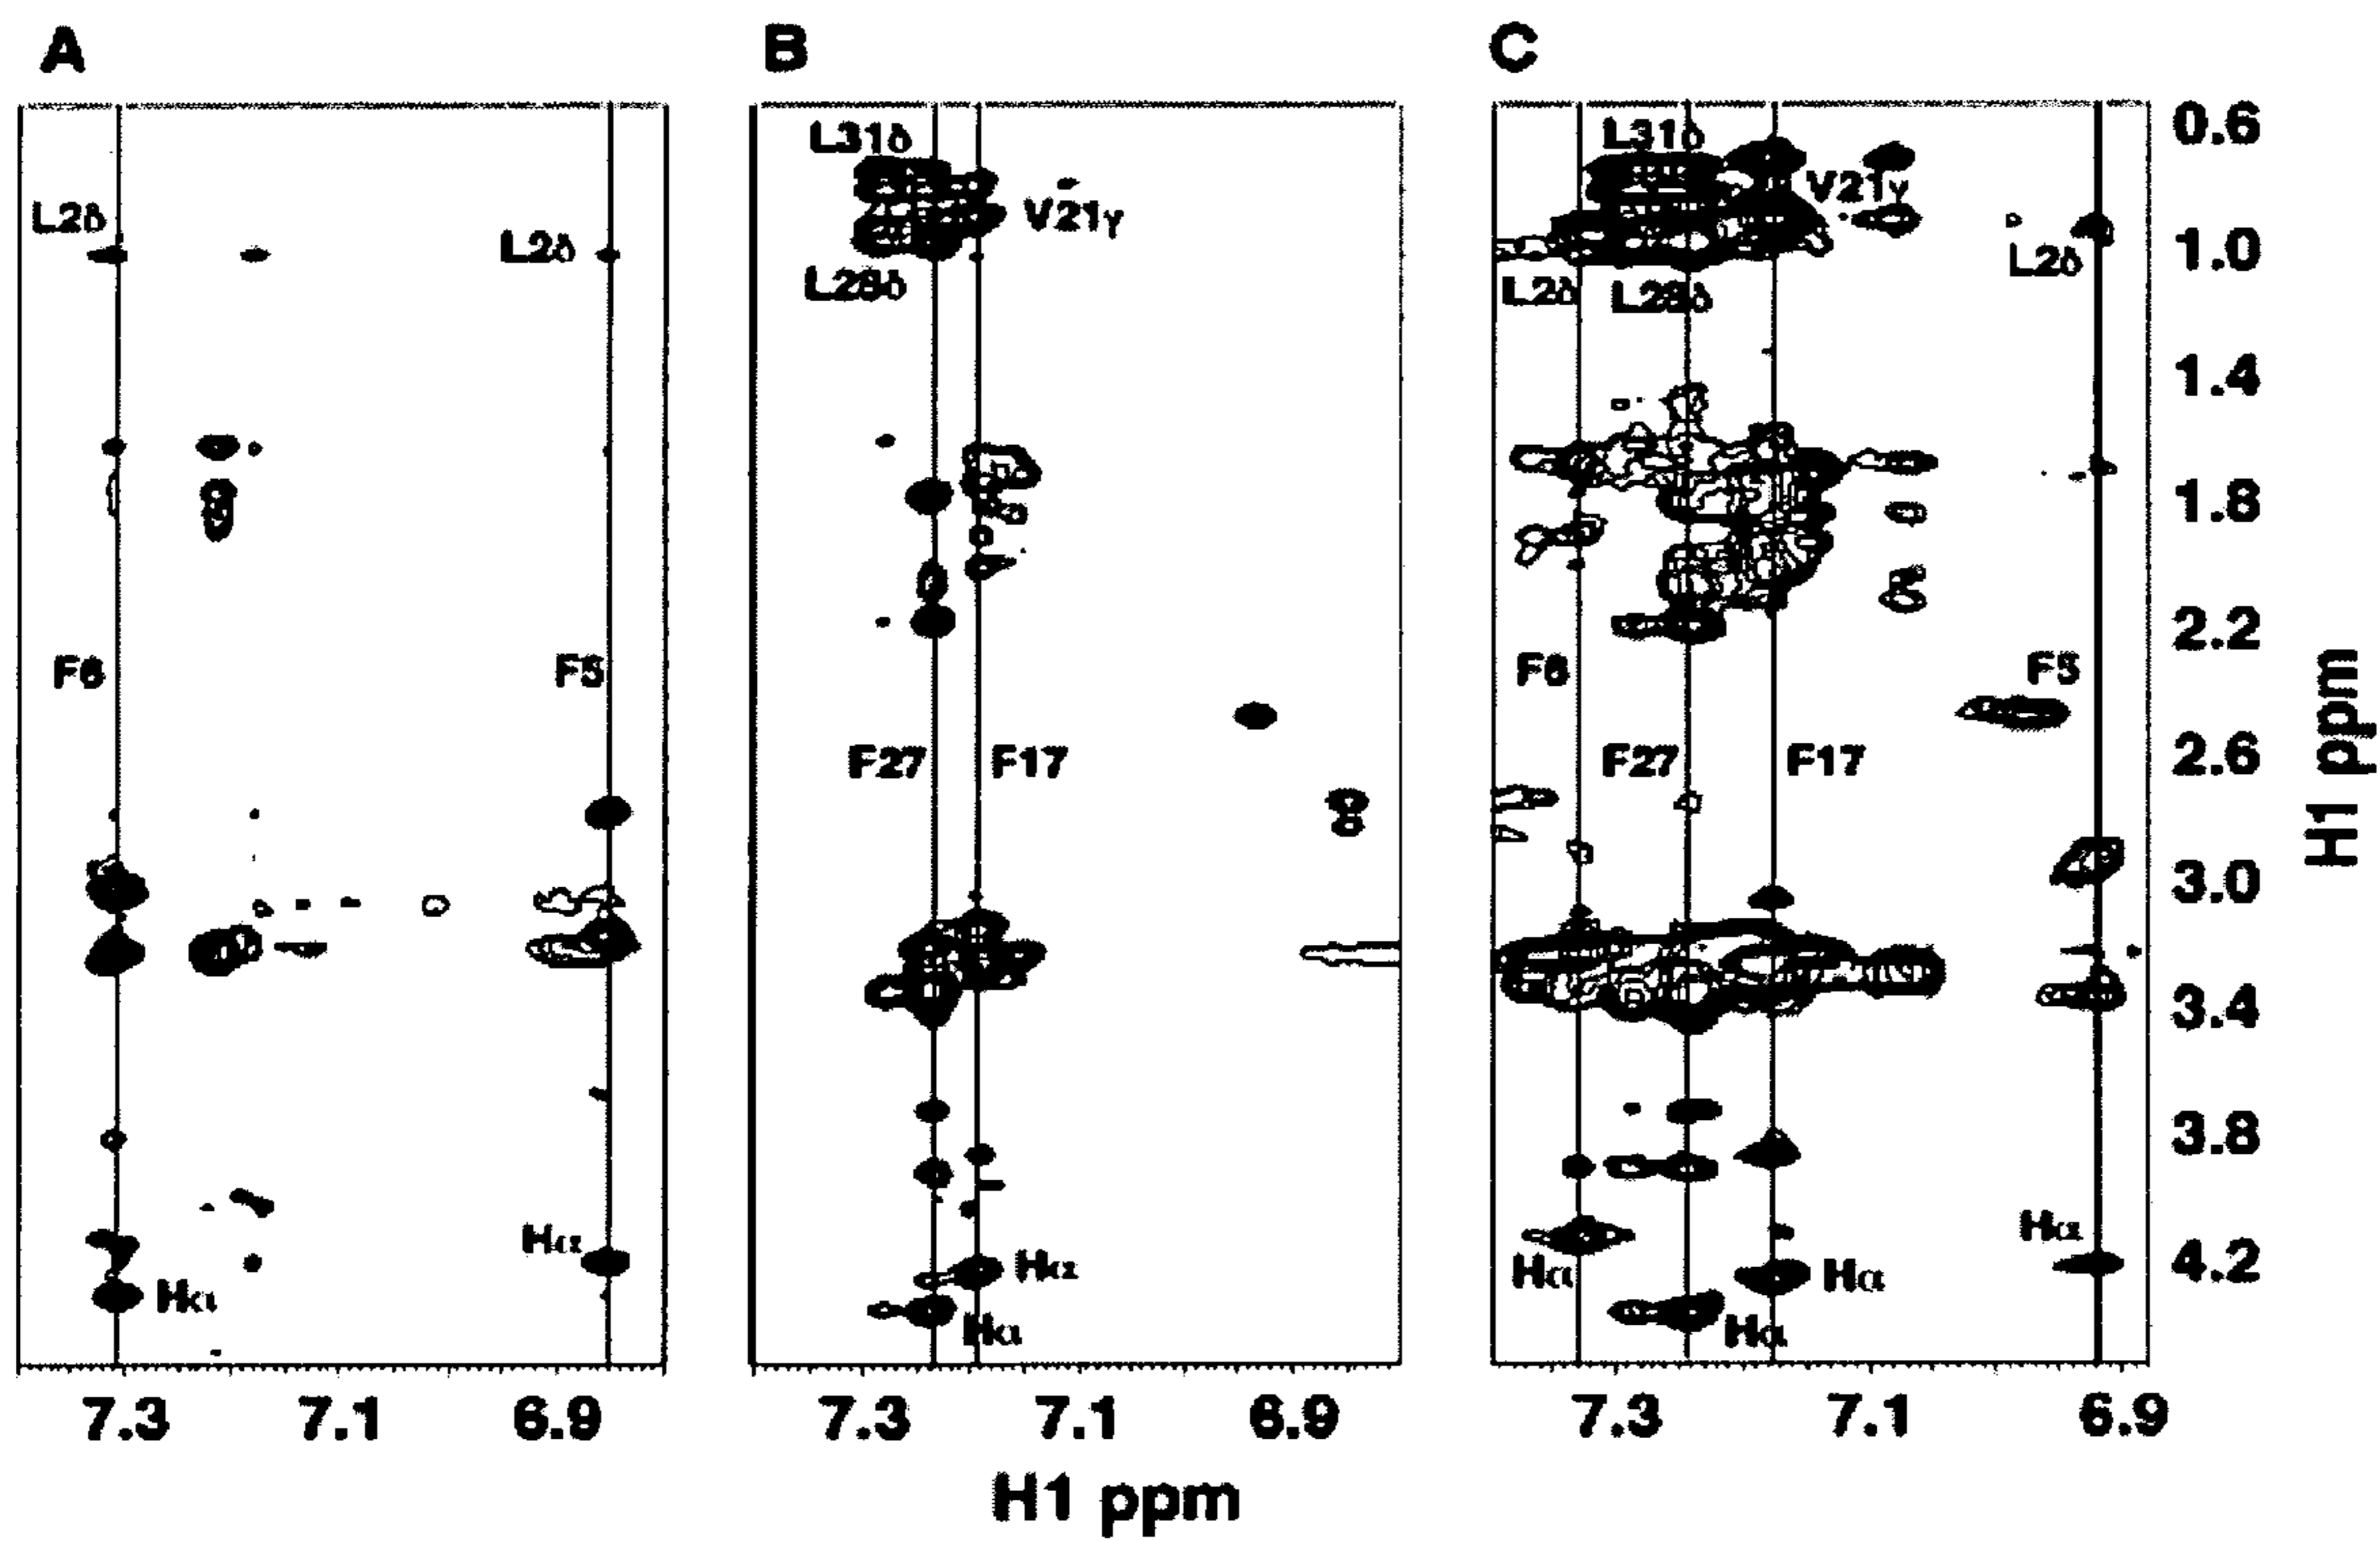 A B C
L31δ L31δ 0.6
L2δ V21γ V21γ
L2δ 1.0
L28δ L2δ L28δ L2δ
1.4
1.8
2.2
F6 F5 F6 F5
F27 F17 F27 F17 2.6
H1 ppm
3.0
3.4
3.8
Hα Hα 4.2
Hα Hα Hα Hα
Hα Hα
7.3 7.1 6.9 7.3 7.1 6.9 7.3 7.1 6.9
H1 ppm